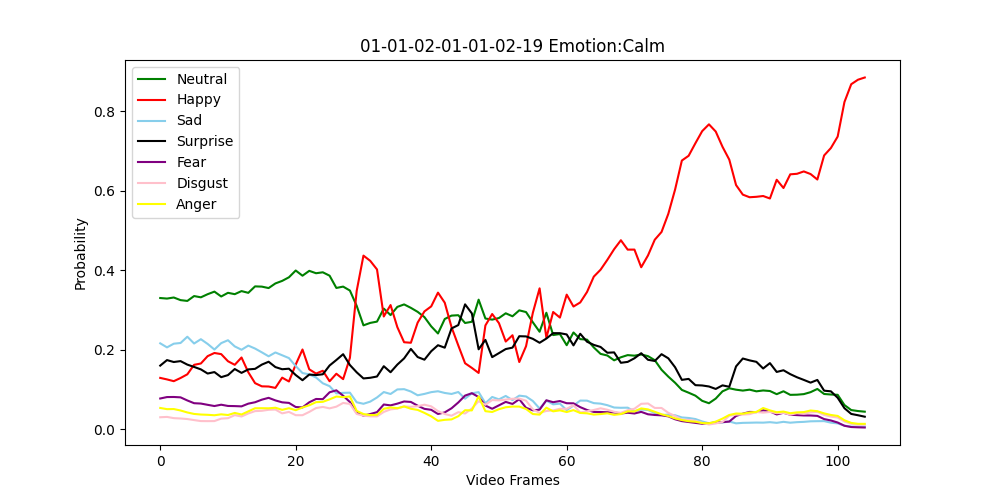 01-01-02-01-01-02-19 Emotion:Calm
Neutral
Happy
Sad
Surprise
Fear
Disgust
Anger
Probability
0.8
0.6
0.4
0.2
0.0
0 20 40 60 80 100
Video Frames